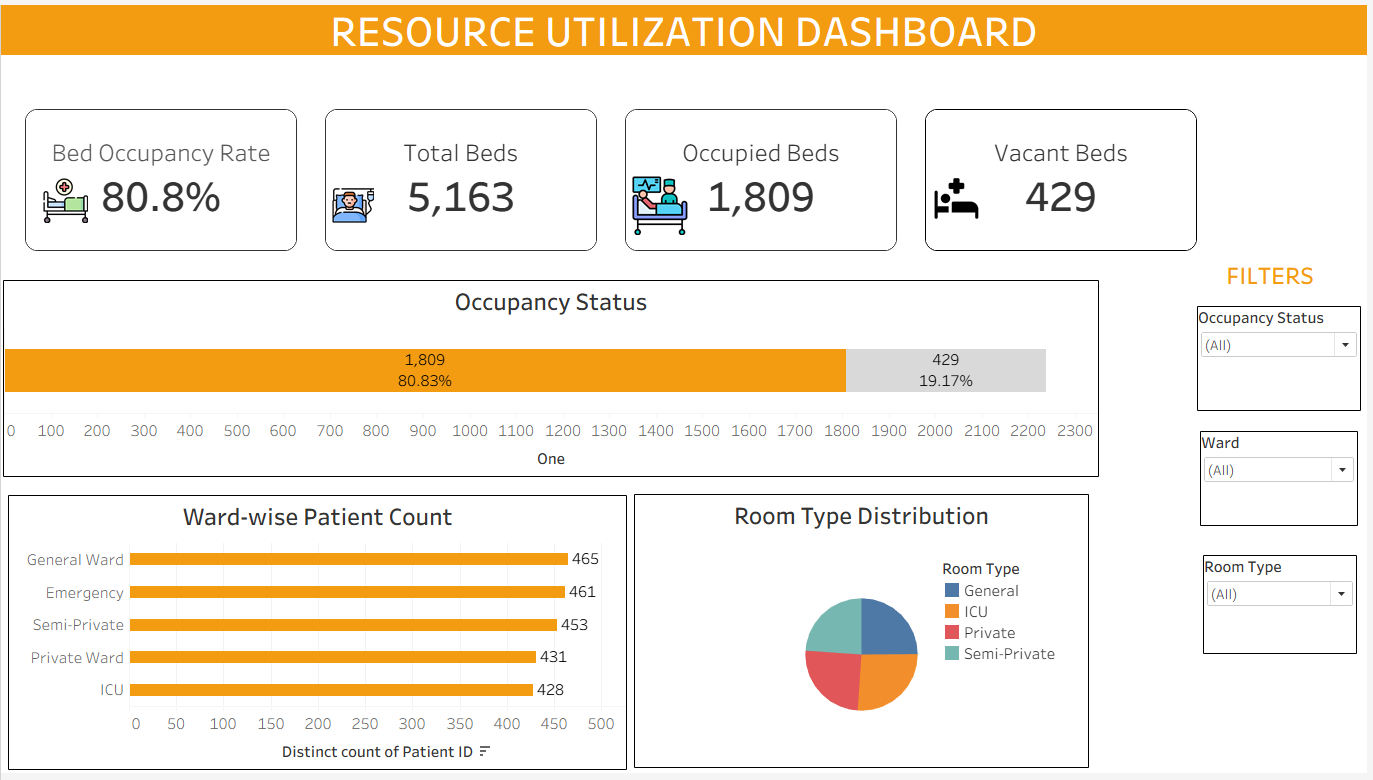 RESOURCE UTILIZATION DASHBOARD
Bed Occupancy Rate
80.8%
Total Beds
5,163
Occupied Beds
1,809
Vacant Beds
429
Occupancy Status
1,809
80.83%
429
19.17%
0 100 200 300 400 500 600 700 800 900 1000 1100 1200 1300 1400 1500 1600 1700 1800 1900 2000 2100 2200 2300
One
FILTERS
Occupancy Status
(All)
Ward
(All)
Room Type
(All)
Ward-wise Patient Count
General Ward 465
Emergency 461
Semi-Private 453
Private Ward 431
ICU 428
0 50 100 150 200 250 300 350 400 450 500
Distinct count of Patient ID
Room Type Distribution
Room Type
General
ICU
Private
Semi-Private